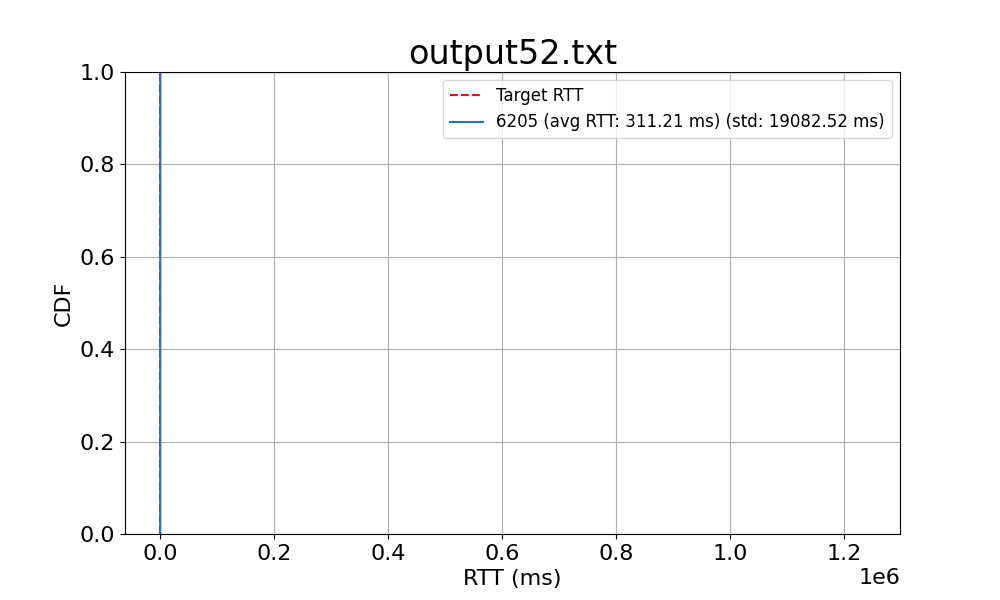 output52.txt
1.0
0.8
0.6
0.4
0.2
0.0
CDF
Target RTT
6205 (avg RTT: 311.21 ms) (std: 19082.52 ms)
0.0 0.2 0.4 0.6 0.8 1.0 1.2
1e6
RTT (ms)